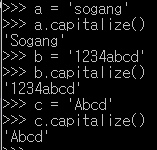 >>> a = 'sogang'
>>> a.capitalize()
'Sogang'
>>> b = '1234abcd'
>>> b.capitalize()
'1234abcd'
>>> c = 'Abcd'
>>> c.capitalize()
'Abcd'
>>>